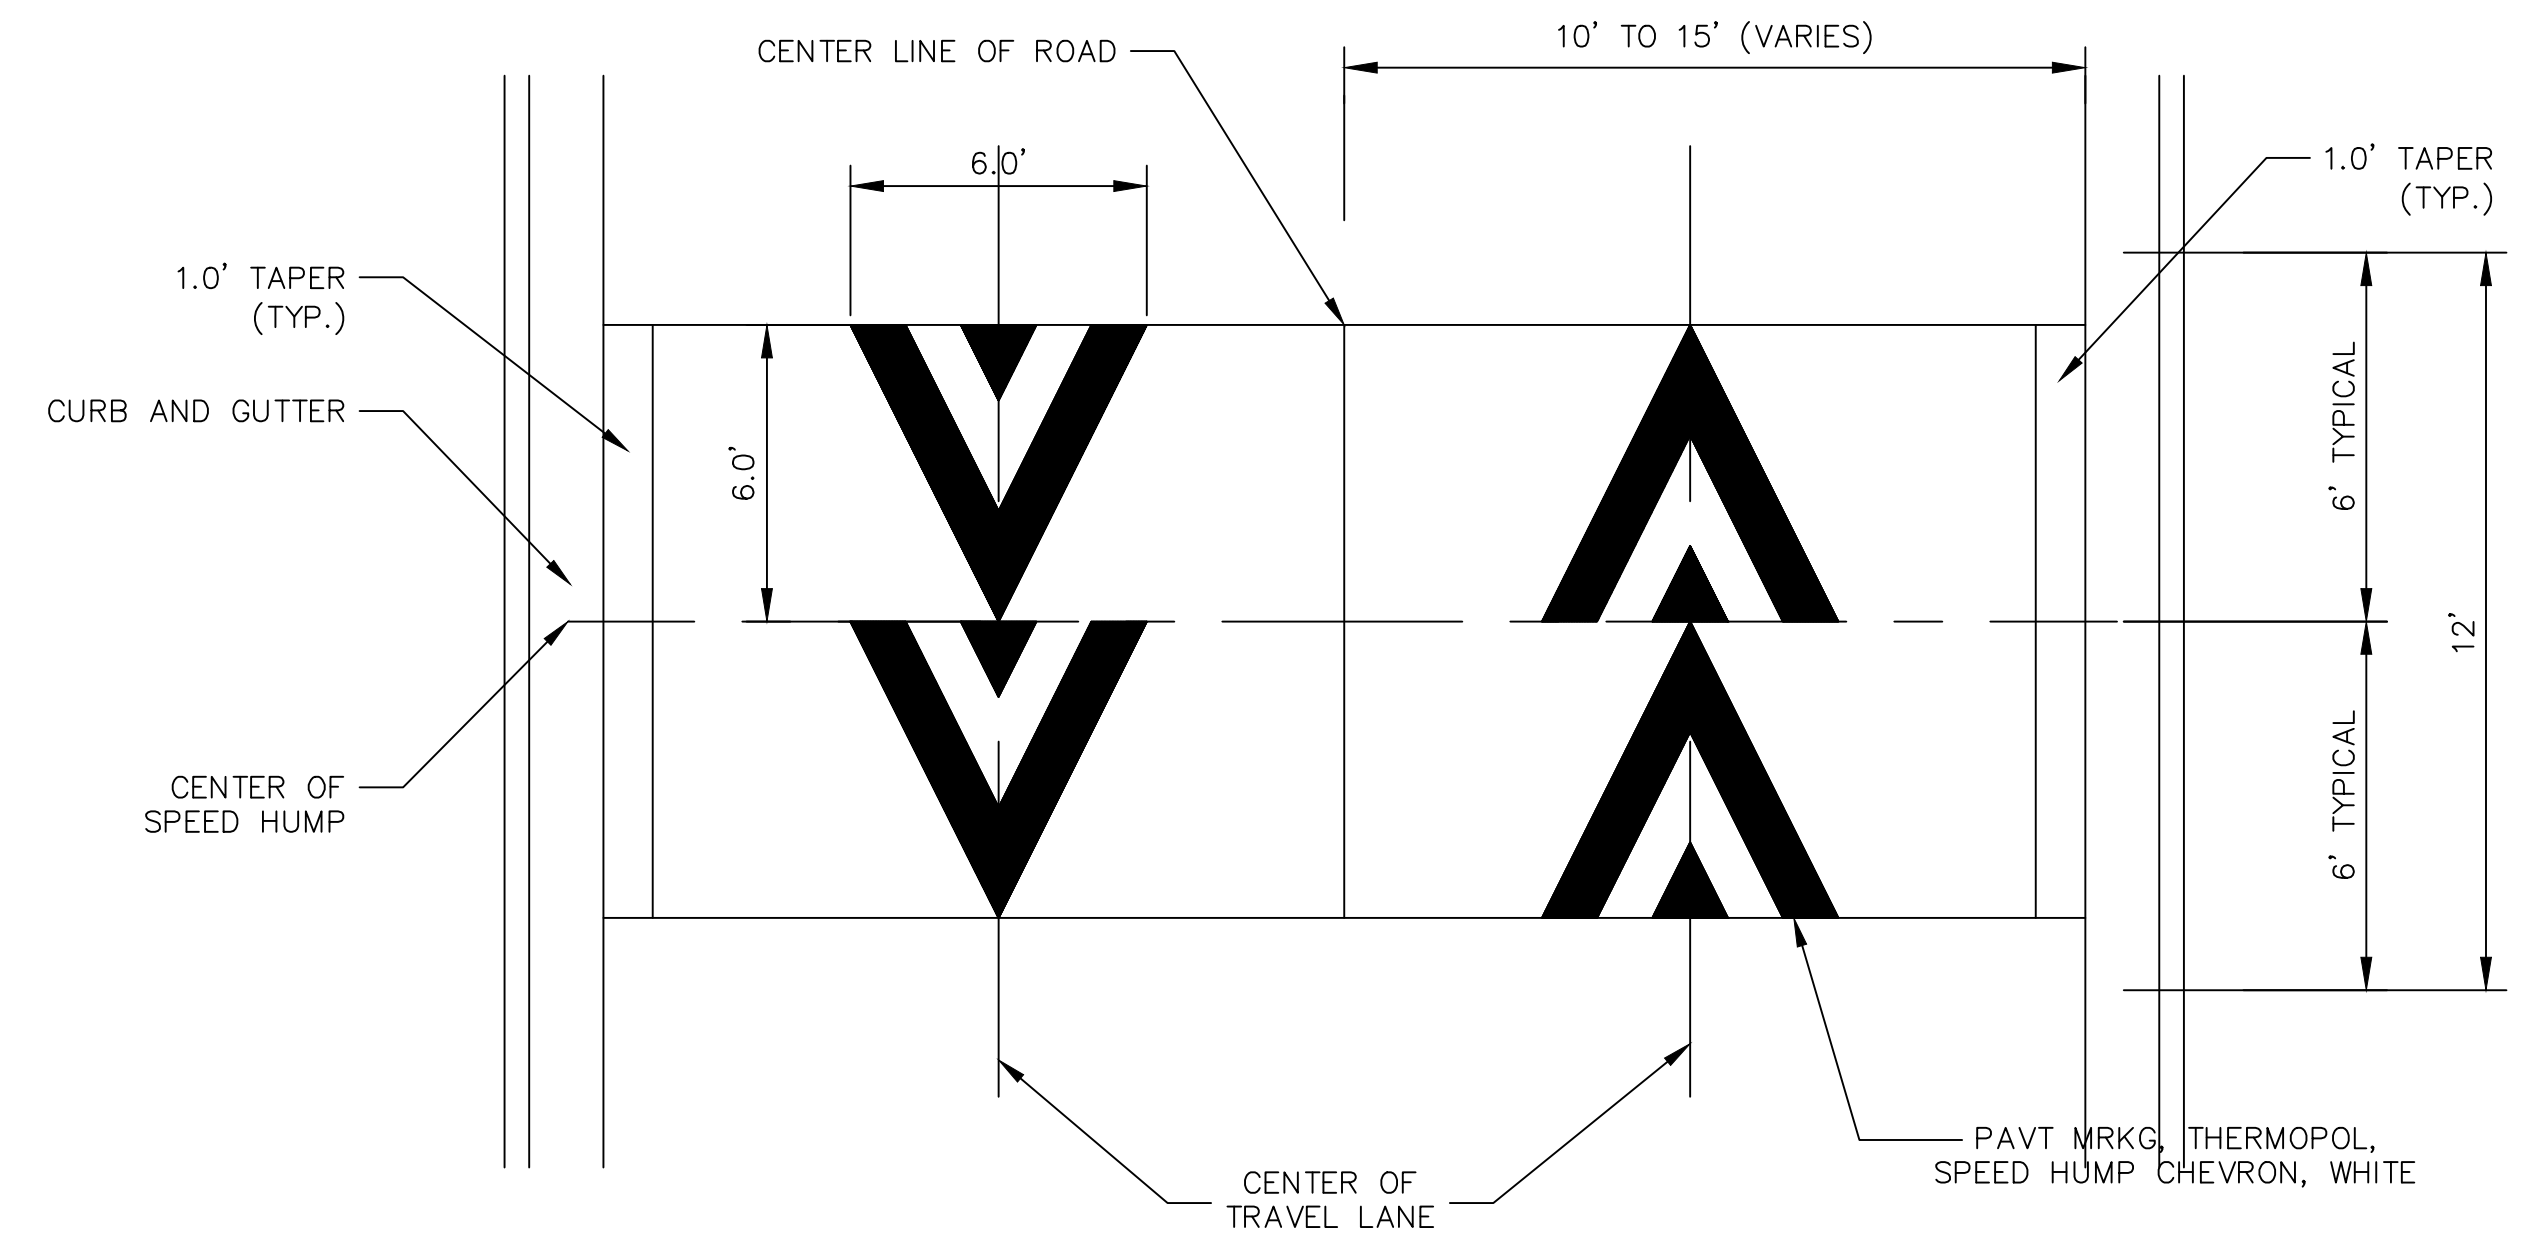 10' TO 15' (VARIES)
CENTER LINE OF ROAD
6.0'
1.0' TAPER
(TYP.)
1.0' TAPER
(TYP.)
CURB AND GUTTER
6.0'
6' TYPICAL
12'
CENTER OF
SPEED HUMP
6' TYPICAL
PAVT MRKG, THERMOPOL,
SPEED HUMP CHEVRON, WHITE
CENTER OF
TRAVEL LANE